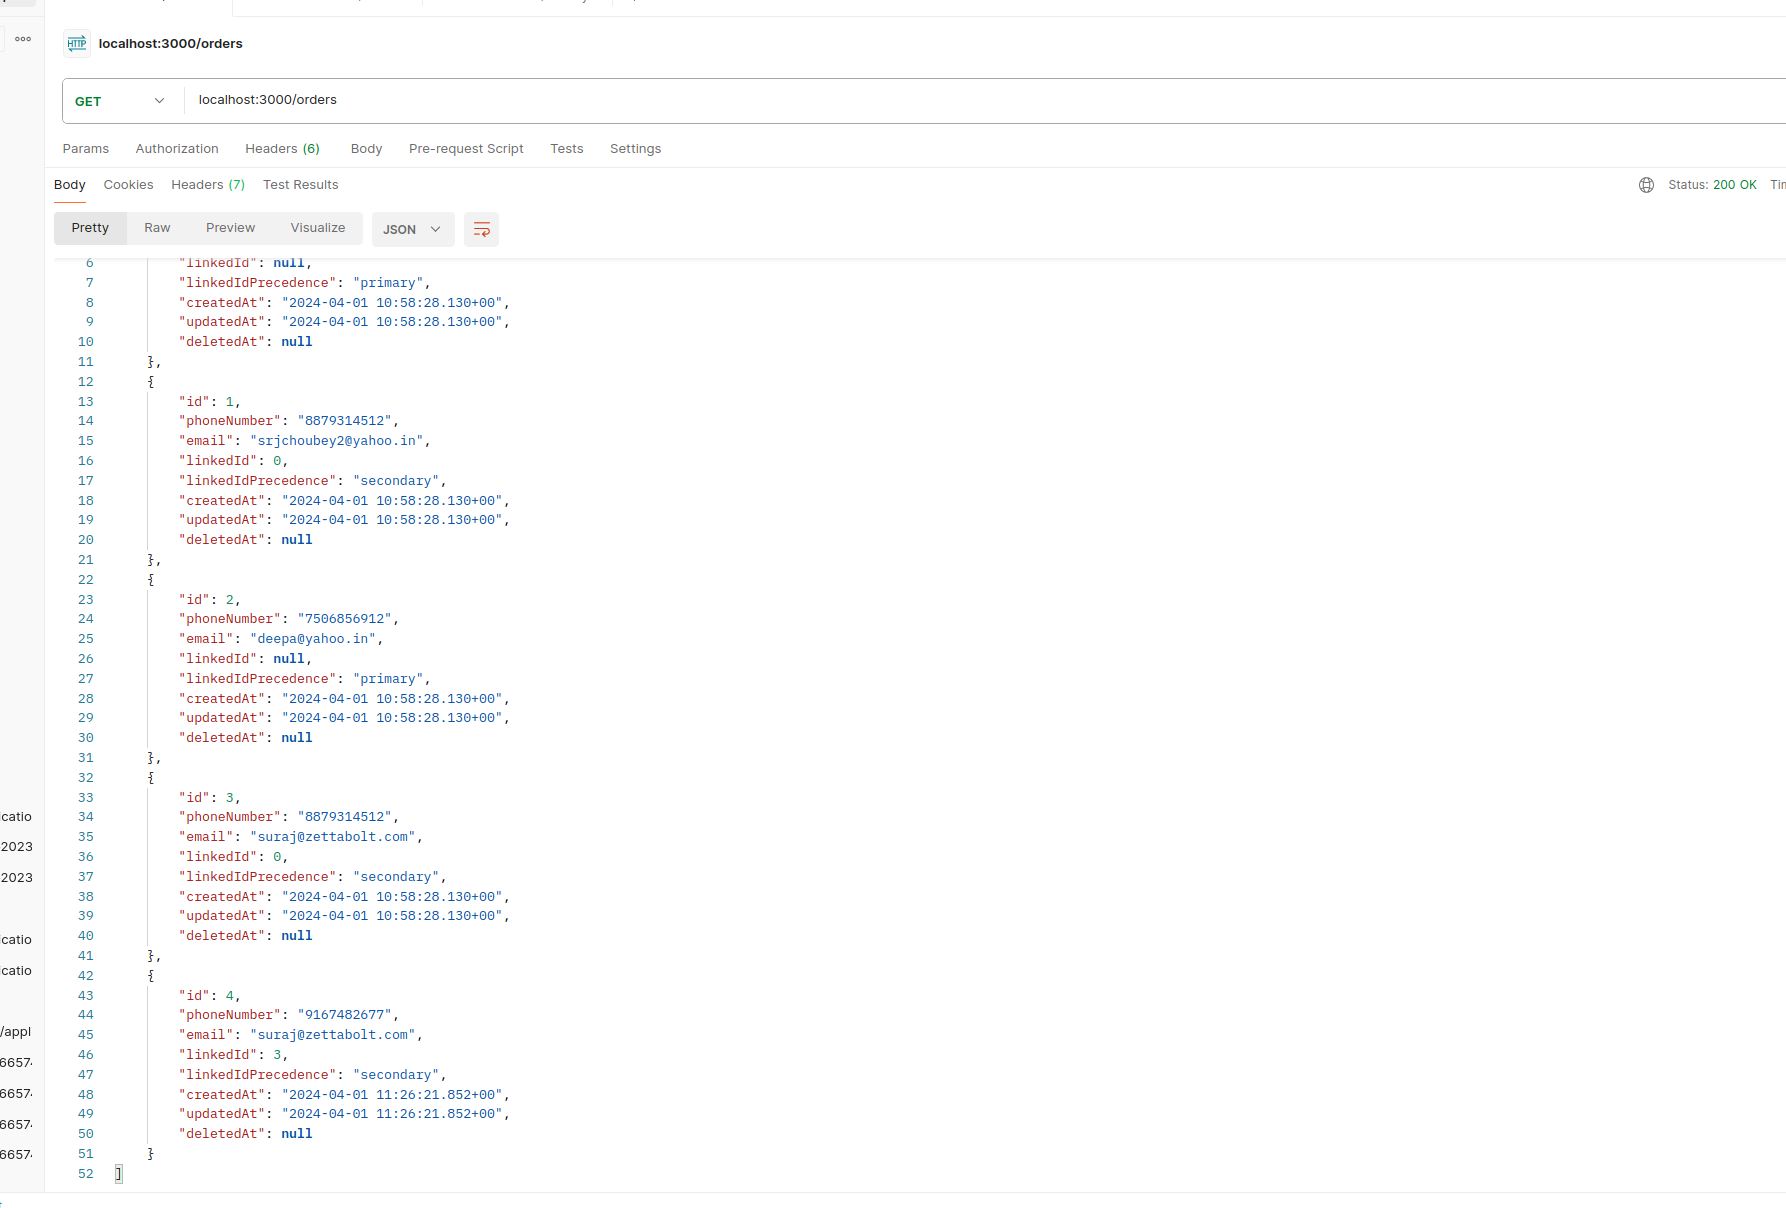 localhost:3000/orders
GET localhost:3000/orders
Params Authorization Headers (6) Body Pre-request Script Tests Settings
Body Cookies Headers (7) Test Results Status: 200 OK
Pretty Raw Preview Visualize JSON
6 "linkedId": null,
7 "linkedIdPrecedence": "primary",
8 "createdAt": "2024-04-01 10:58:28.130+00",
9 "updatedAt": "2024-04-01 10:58:28.130+00",
10 "deletedAt": null
11 },
12 {
13 "id": 1,
14 "phoneNumber": "8879314512",
15 "email": "srjchoubey2@yahoo.in",
16 "linkedId": 0,
17 "linkedIdPrecedence": "secondary",
18 "createdAt": "2024-04-01 10:58:28.130+00",
19 "updatedAt": "2024-04-01 10:58:28.130+00",
20 "deletedAt": null
21 },
22 {
23 "id": 2,
24 "phoneNumber": "7506856912",
25 "email": "deepa@yahoo.in",
26 "linkedId": null,
27 "linkedIdPrecedence": "primary",
28 "createdAt": "2024-04-01 10:58:28.130+00",
29 "updatedAt": "2024-04-01 10:58:28.130+00",
30 "deletedAt": null
31 },
32 {
33 "id": 3,
34 "phoneNumber": "8879314512",
35 "email": "suraj@zettabolt.com",
36 "linkedId": 0,
37 "linkedIdPrecedence": "secondary",
38 "createdAt": "2024-04-01 10:58:28.130+00",
39 "updatedAt": "2024-04-01 10:58:28.130+00",
40 "deletedAt": null
41 },
42 {
43 "id": 4,
44 "phoneNumber": "9167482677",
45 "email": "suraj@zettabolt.com",
46 "linkedId": 3,
47 "linkedIdPrecedence": "secondary",
48 "createdAt": "2024-04-01 11:26:21.852+00",
49 "updatedAt": "2024-04-01 11:26:21.852+00",
50 "deletedAt": null
51 }
52 ]
catio
2023
2023
catio
catio
/appl
6657
6657
6657
6657